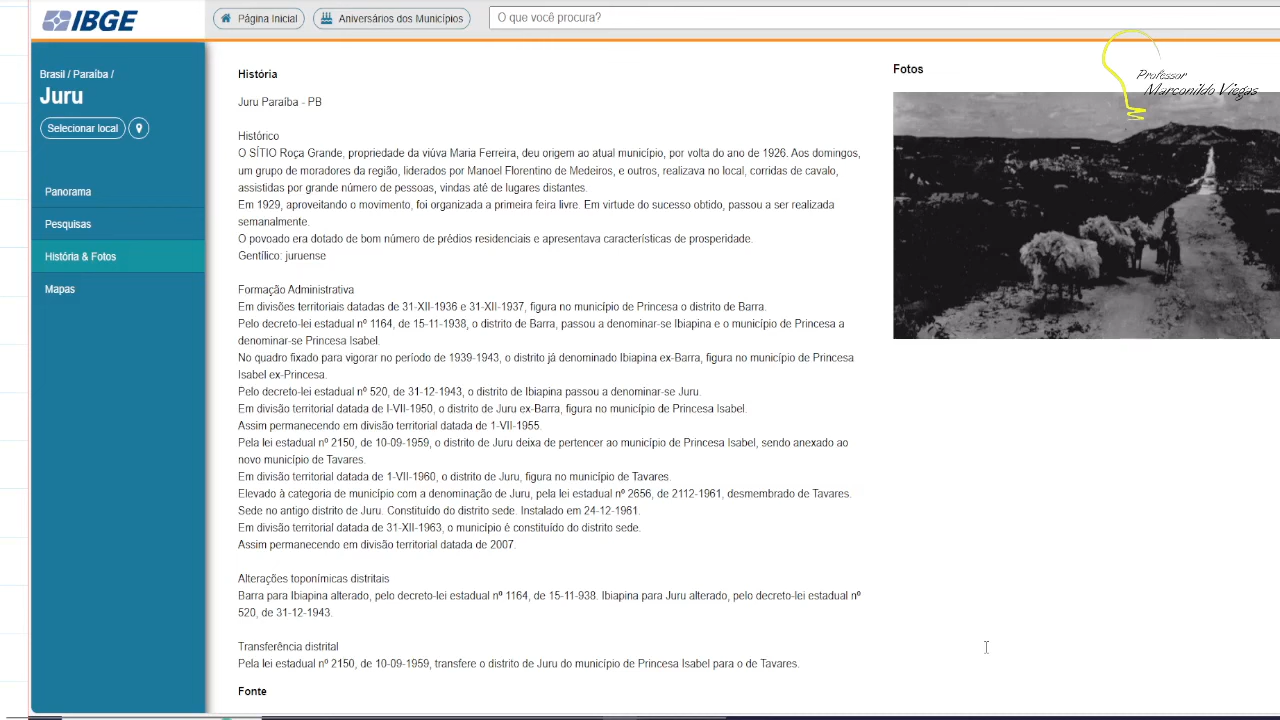 IBGE
Página Inicial
Aniversários dos Municípios
O que você procura?
Professor
Marconildo Viegas
Brasil / Paraíba /
Juru
Selecionar local
Panorama
Pesquisas
História & Fotos
Mapas
História
Juru Paraíba - PB
Histórico
O SÍTIO Roça Grande, propriedade da viúva Maria Ferreira, deu origem ao atual município, por volta do ano de 1926. Aos domingos,
um grupo de moradores da região, liderados por Manoel Florentino de Medeiros, e outros, realizava no local, corridas de cavalo,
assistidas por grande número de pessoas, vindas até de lugares distantes.
Em 1929, aproveitando o movimento, foi organizada a primeira feira livre. Em virtude do sucesso obtido, passou a ser realizada
semanalmente.
O povoado era dotado de bom número de prédios residenciais e apresentava características de prosperidade.
Gentílico: juruense
Formação Administrativa
Em divisões territoriais datadas de 31-XII-1936 e 31-XII-1937, figura no município de Princesa o distrito de Barra.
Pelo decreto-lei estadual nº 1164, de 15-11-1938, o distrito de Barra, passou a denominar-se Ibiapina e o município de Princesa a
denominar-se Princesa Isabel.
No quadro fixado para vigorar no período de 1939-1943, o distrito já denominado Ibiapina ex-Barra, figura no município de Princesa
Isabel ex-Princesa.
Pelo decreto-lei estadual nº 520, de 31-12-1943, o distrito de Ibiapina passou a denominar-se Juru.
Em divisão territorial datada de I-VII-1950, o distrito de Juru ex-Barra, figura no município de Princesa Isabel.
Assim permanecendo em divisão territorial datada de 1-VII-1955.
Pela lei estadual nº 2150, de 10-09-1959, o distrito de Juru deixa de pertencer ao município de Princesa Isabel, sendo anexado ao
novo município de Tavares.
Em divisão territorial datada de 1-VII-1960, o distrito de Juru, figura no município de Tavares.
Elevado à categoria de município com a denominação de Juru, pela lei estadual nº 2656, de 2112-1961, desmembrado de Tavares.
Sede no antigo distrito de Juru. Constituído do distrito sede. Instalado em 24-12-1961.
Em divisão territorial datada de 31-XII-1963, o município é constituído do distrito sede.
Assim permanecendo em divisão territorial datada de 2007.
Alterações toponímicas distritais
Barra para Ibiapina alterado, pelo decreto-lei estadual nº 1164, de 15-11-938. Ibiapina para Juru alterado, pelo decreto-lei estadual nº
520, de 31-12-1943.
Transferência distrital
Pela lei estadual nº 2150, de 10-09-1959, transfere o distrito de Juru do município de Princesa Isabel para o de Tavares.
Fonte
Fotos